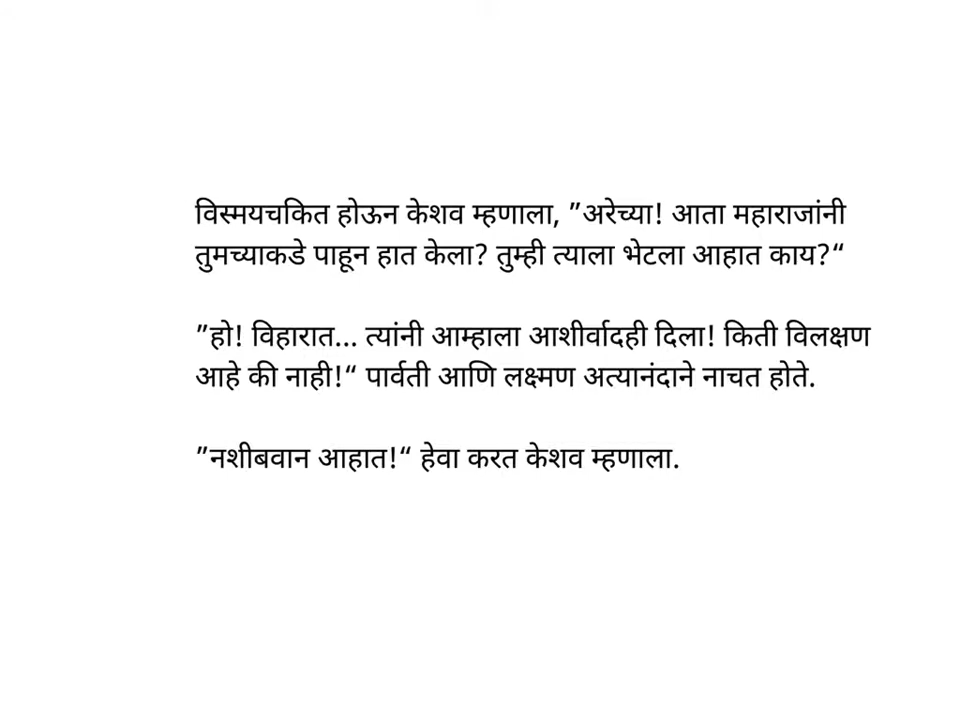 विस्मयचकित होऊन केशव म्हणाला, ”अरेच्या! आता महाराजांनी
तुमच्याकडे पाहून हात केला? तुम्ही त्याला भेटला आहात काय?“
”हो! विहारात... त्यांनी आम्हाला आशीर्वादही दिला! किती विलक्षण
आहे की नाही!“ पार्वती आणि लक्ष्मण अत्यानंदाने नाचत होते.
”नशीबवान आहात!“ हेवा करत केशव म्हणाला.